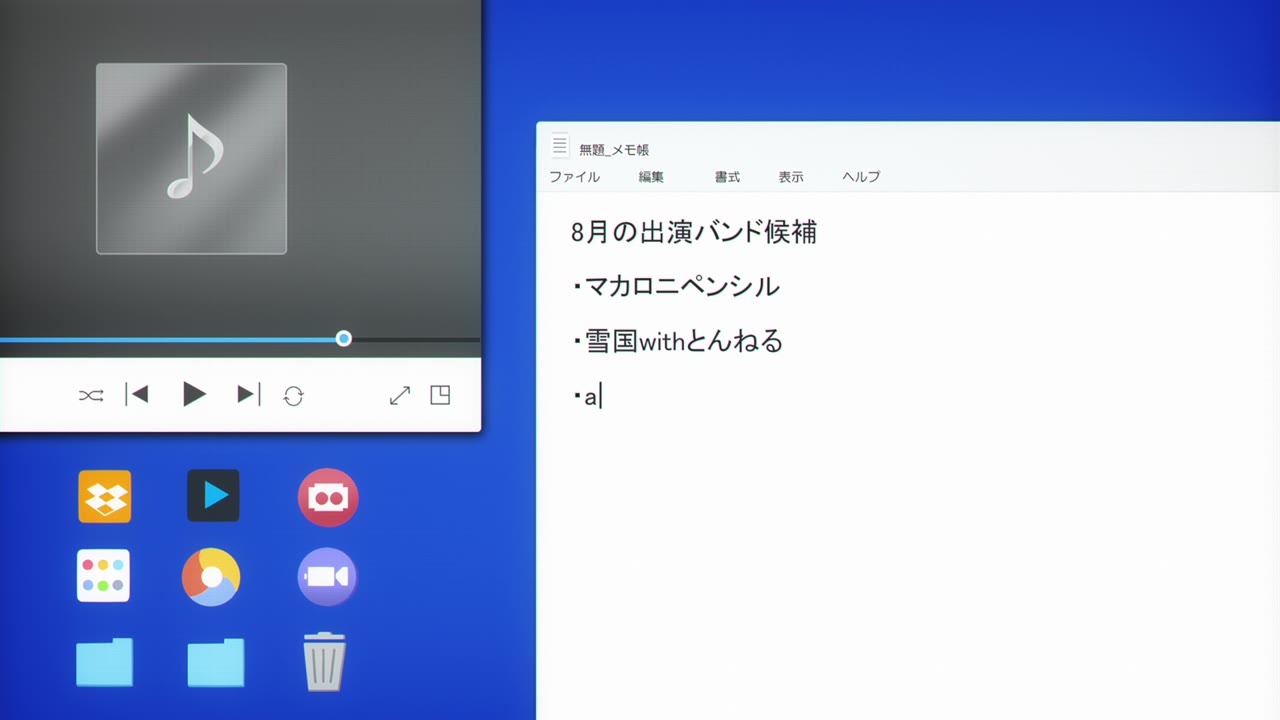 無題_メモ帳
ファイル 編集 書式 表示 ヘルプ
8月の出演バンド候補
・マカロニペンシル
・雪国withとんねる
・a